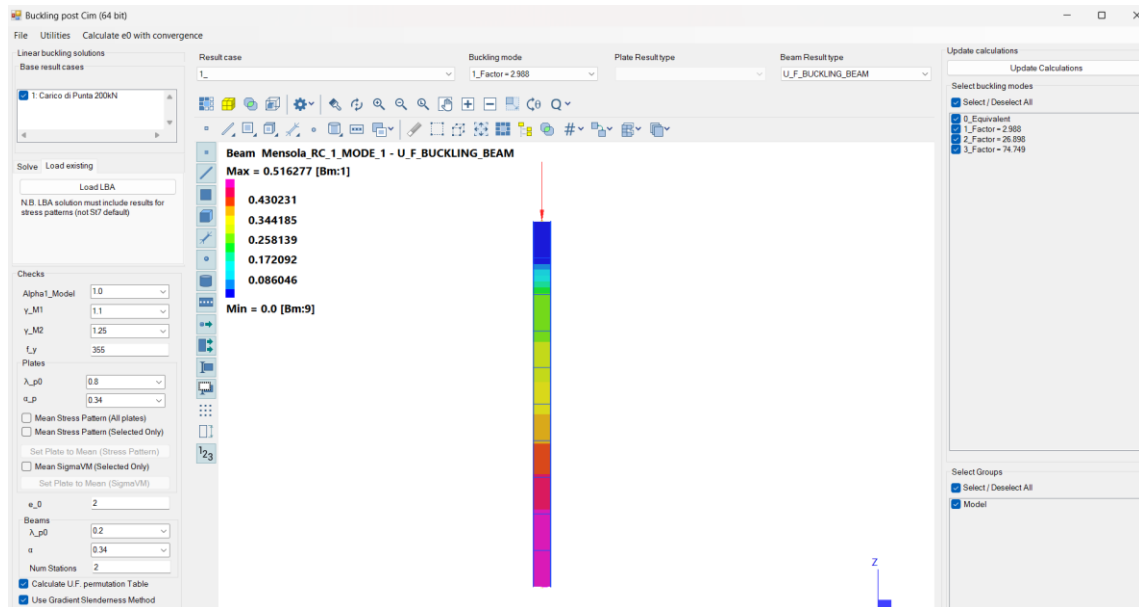 Buckling post Cim (64 bit)
File Utilities Calculate e0 with convergence
Linear buckling solutions
Base result cases
1: Carico di Punta 200kN
Solve Load existing
Load LBA
N.B. LBA solution must include results for
stress patterns (not St7 default)
Checks
Alpha1_Model 1.0
γ_M1 1.1
γ_M2 1.25
f_y 355
Plates
λ_p0 0.8
α_p 0.34
Mean Stress Pattern (All plates)
Mean Stress Pattern (Selected Only)
Set Plate to Mean (Stress Pattern)
Mean SigmaVM (Selected Only)
Set Plate to Mean (SigmaVM)
e_0 2
Beams
λ_p0 0.2
α 0.34
Num Stations 2
Calculate U.F. permutation Table
Use Gradient Slenderness Method
Result case Buckling mode Plate Result type Beam Result type
1_ 1_Factor = 2.988 U_F_BUCKLING_BEAM
123
Beam Mensola_RC_1_MODE_1 - U_F_BUCKLING_BEAM
Max = 0.516277 [Bm:1]
0.430231
0.344185
0.258139
0.172092
0.086046
Min = 0.0 [Bm:9]
Z
Update calculations
Update Calculations
Select buckling modes
Select / Deselect All
0_Equivalent
1_Factor = 2.988
2_Factor = 26.898
3_Factor = 74.749
Select Groups
Select / Deselect All
Model